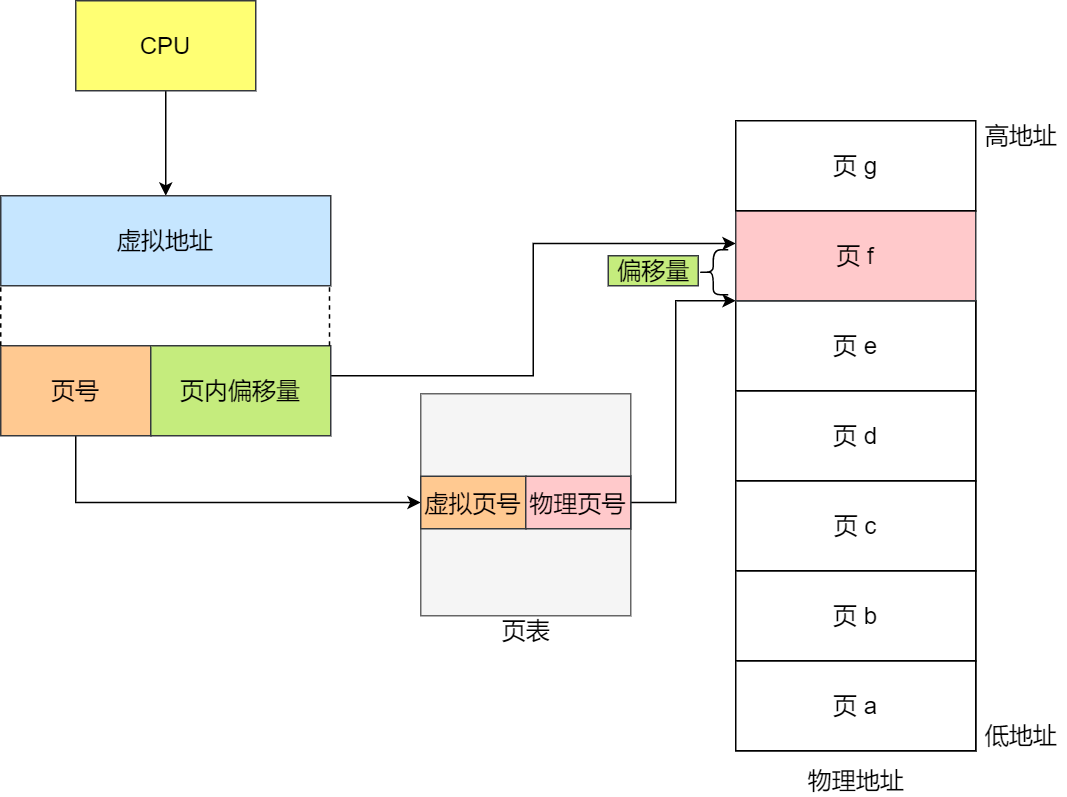 CPU
虚拟地址
页号
页内偏移量
虚拟页号
物理页号
页表
偏移量
高地址
页 g
页 f
页 e
页 d
页 c
页 b
页 a
低地址
物理地址